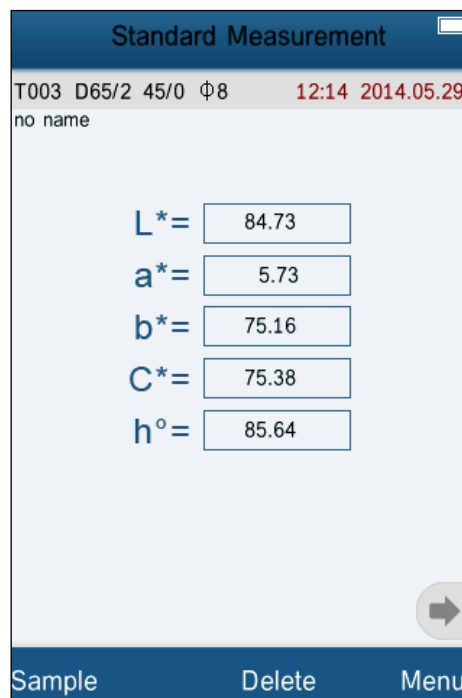 Standard Measurement
T003 D65/2 45/0 Φ8 12:14 2014.05.29
no name
L*= 84.73
a*= 5.73
b*= 75.16
C*= 75.38
h°= 85.64
Sample Delete Menu